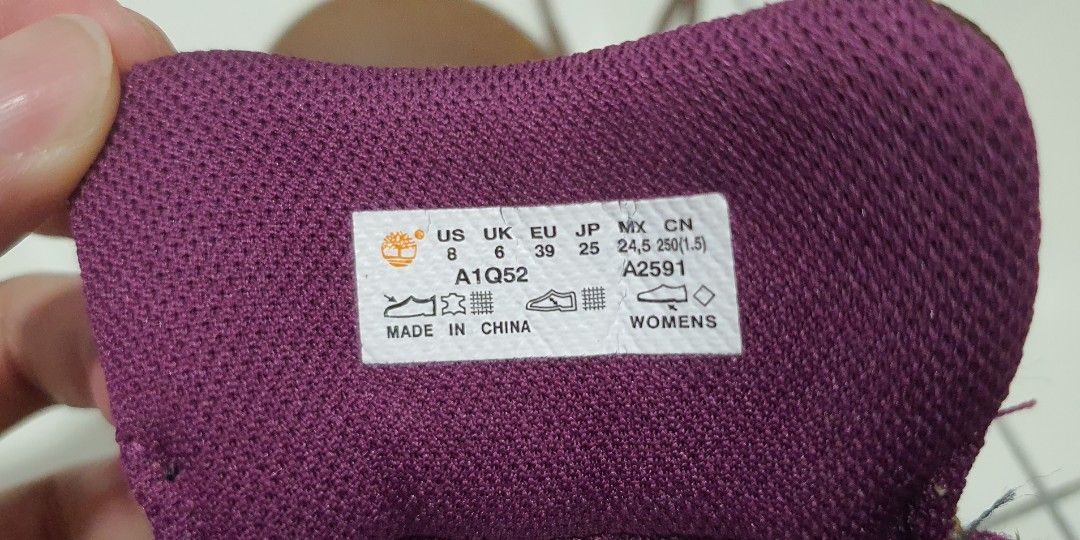 US UK EU JP MX CN
8 6 39 25 24,5 250(1.5)
A1Q52 A2591
MADE IN CHINA WOMENS